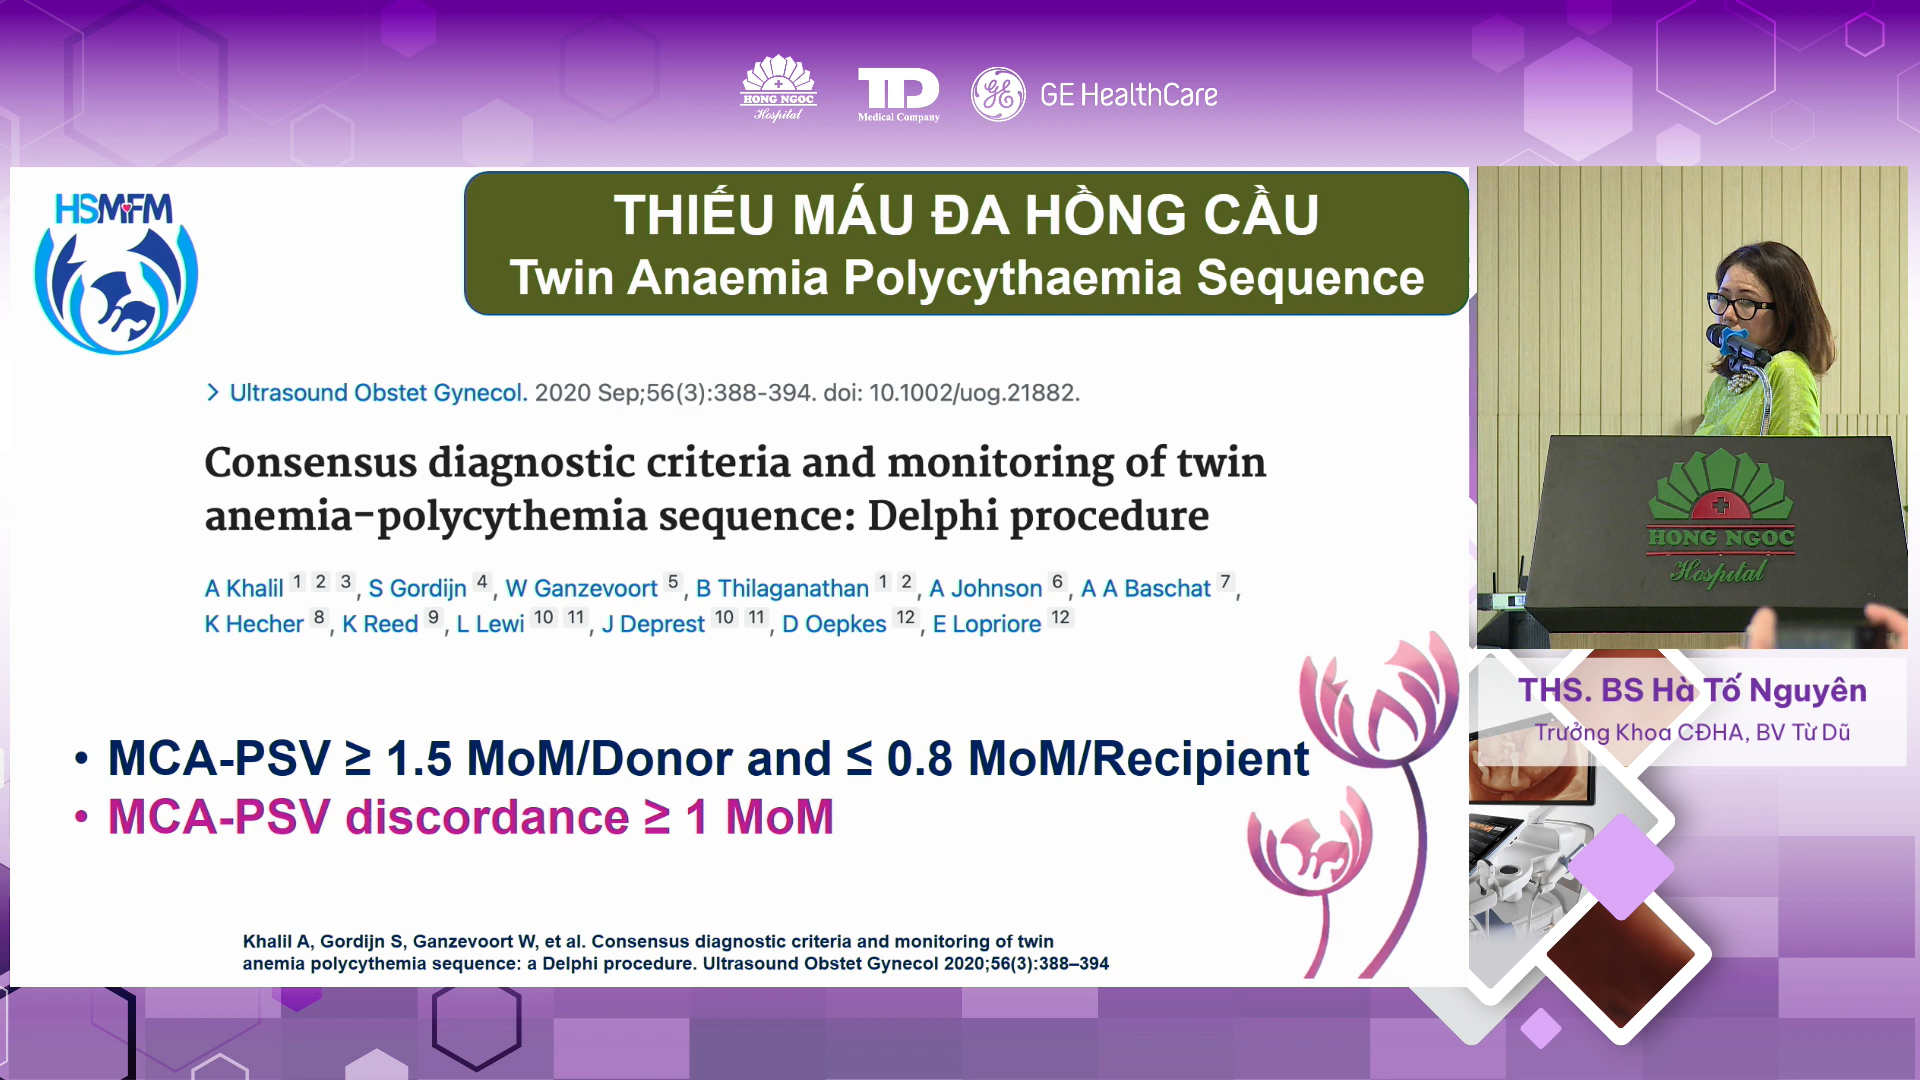 HONG NGOC
Hospital
TD
Medical Company
GE HealthCare
HSMFM
THIẾU MÁU ĐA HỒNG CẦU
Twin Anaemia Polycythaemia Sequence
> Ultrasound Obstet Gynecol. 2020 Sep;56(3):388-394. doi: 10.1002/uog.21882.
Consensus diagnostic criteria and monitoring of twin
anemia-polycythemia sequence: Delphi procedure
A Khalil 1 2 3, S Gordijn 4, W Ganzevoort 5, B Thilaganathan 1 2, A Johnson 6, A A Baschat 7,
K Hecher 8, K Reed 9, L Lewi 10 11, J Deprest 10 11, D Oepkes 12, E Lopriore 12
• MCA-PSV ≥ 1.5 MoM/Donor and ≤ 0.8 MoM/Recipient
• MCA-PSV discordance ≥ 1 MoM
Khalil A, Gordijn S, Ganzevoort W, et al. Consensus diagnostic criteria and monitoring of twin
anemia polycythemia sequence: a Delphi procedure. Ultrasound Obstet Gynecol 2020;56(3):388–394
HONG NGOC
Hospital
THS. BS Hà Tố Nguyên
Trưởng Khoa CĐHA, BV Từ Dũ